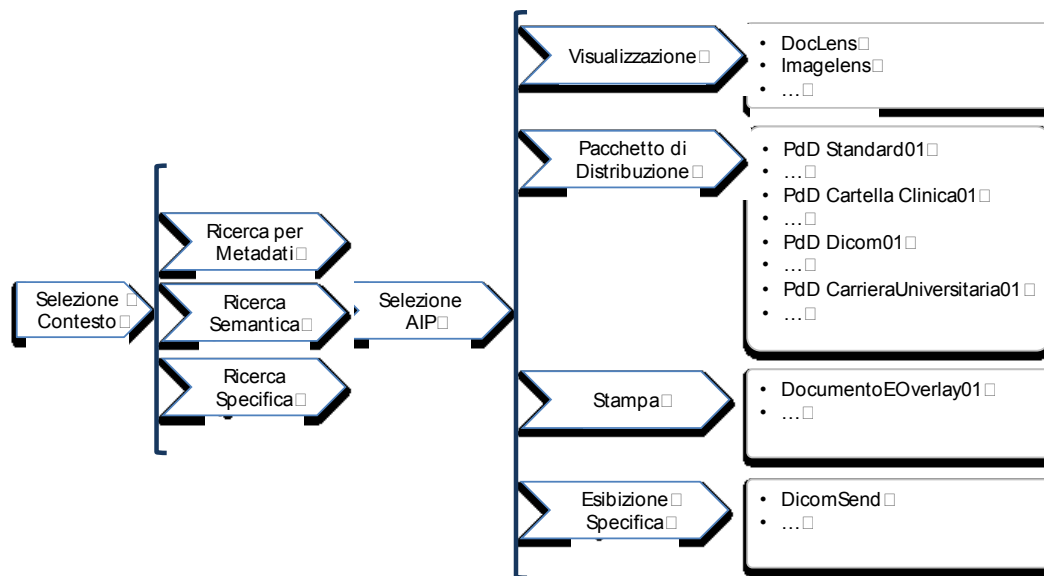 Selezione
Contesto
Ricerca per
Metadati
Ricerca
Semantica
Ricerca
Specifica
Selezione
AIP
Visualizzazione
• DocLens
• Imagelens
• …
Pacchetto di
Distribuzione
• PdD Standard01
• …
• PdD Cartella Clinica01
• …
• PdD Dicom01
• …
• PdD CarrieraUniversitaria01
• …
Stampa
• DocumentoEOverlay01
• …
Esibizione
Specifica
• DicomSend
• …